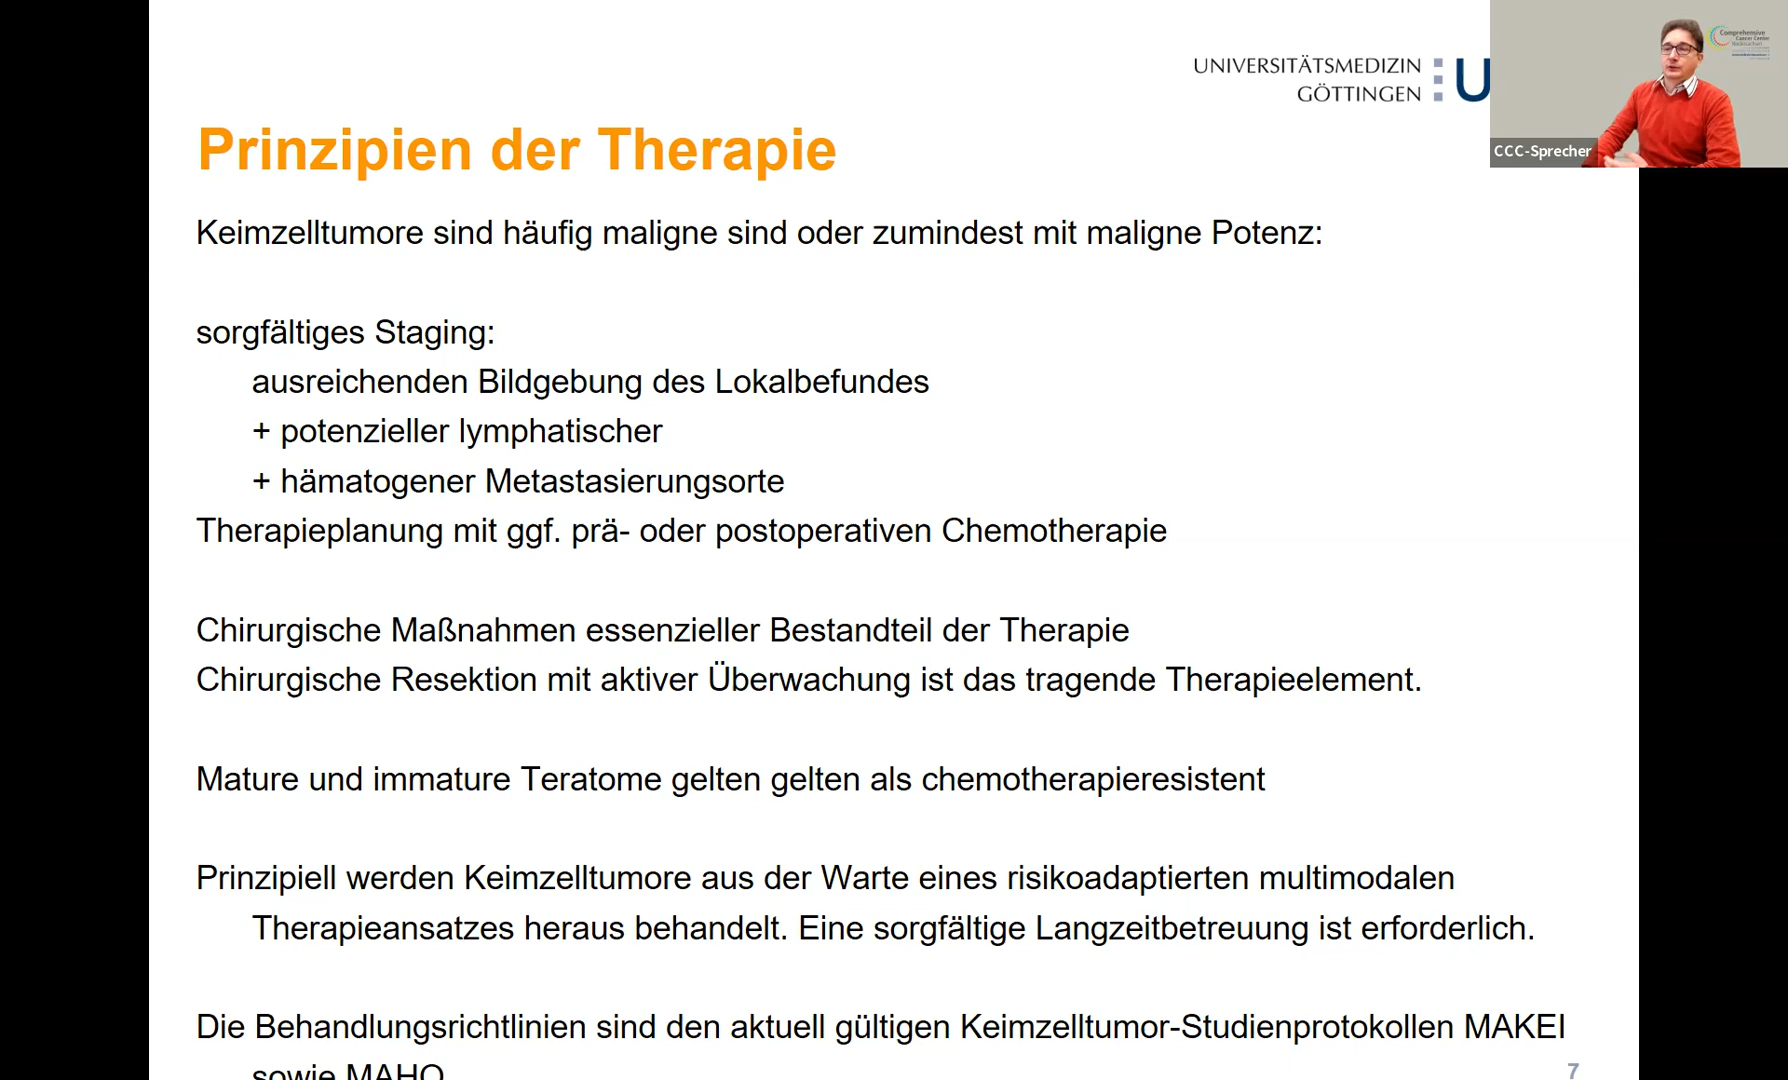 UNIVERSITÄTSMEDIZIN
GÖTTINGEN
U
Comprehensive
Cancer Center
Niedersachsen
CCC-Sprecher
Prinzipien der Therapie
Keimzelltumore sind häufig maligne sind oder zumindest mit maligne Potenz:
sorgfältiges Staging:
ausreichenden Bildgebung des Lokalbefundes
+ potenzieller lymphatischer
+ hämatogener Metastasierungsorte
Therapieplanung mit ggf. prä- oder postoperativen Chemotherapie
Chirurgische Maßnahmen essenzieller Bestandteil der Therapie
Chirurgische Resektion mit aktiver Überwachung ist das tragende Therapieelement.
Mature und immature Teratome gelten gelten als chemotherapieresistent
Prinzipiell werden Keimzelltumore aus der Warte eines risikoadaptierten multimodalen
Therapieansatzes heraus behandelt. Eine sorgfältige Langzeitbetreuung ist erforderlich.
Die Behandlungsrichtlinien sind den aktuell gültigen Keimzelltumor-Studienprotokollen MAKEI
sowie MAHO
7